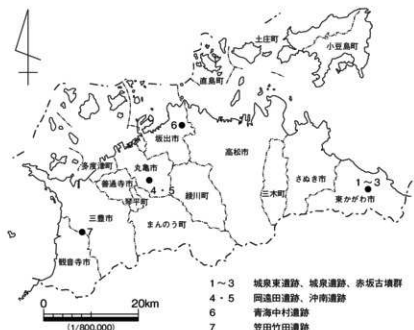 土庄町
小豆島町
直島町
6
坂出市
高松市
多度津町
丸亀市
善通寺市
4 5
綾川町
三木町
さぬき市
1～3
東かがわ市
琴平町
まんのう町
三豊市
7
観音寺市
0 20km
(1/800,000)
1～3 城泉東遺跡、城泉遺跡、赤坂古墳群
4・5 岡遠田遺跡、沖南遺跡
6 青海中村遺跡
7 笠田竹田遺跡